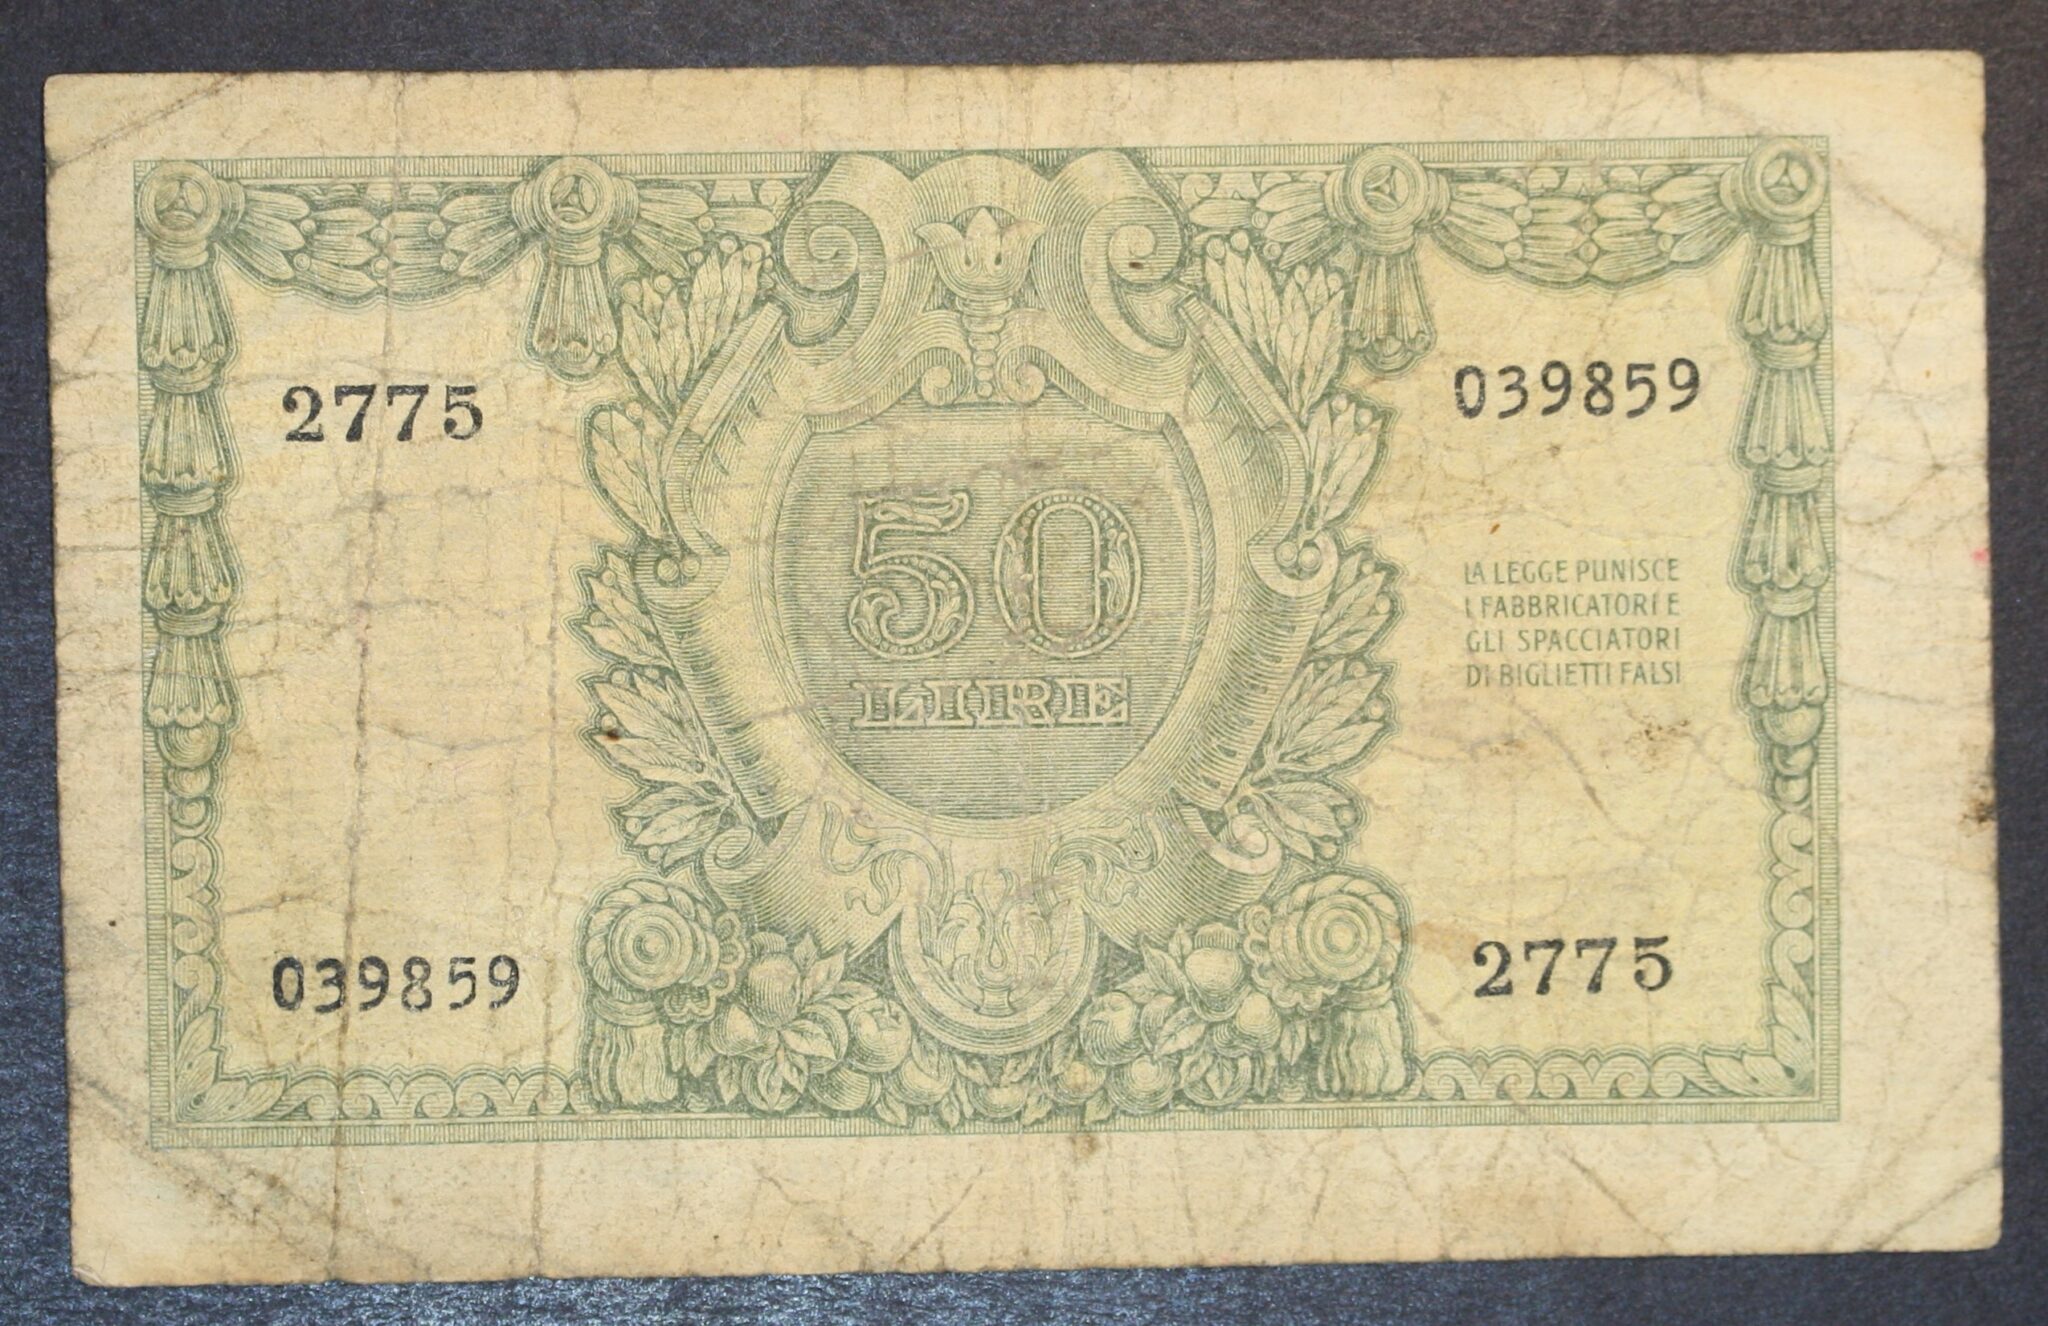 2775
039859
50
LIRE
LA LEGGE PUNISCE
I FABBRICATORI E
GLI SPACCIATORI
DI BIGLIETTI FALSI
039859
2775